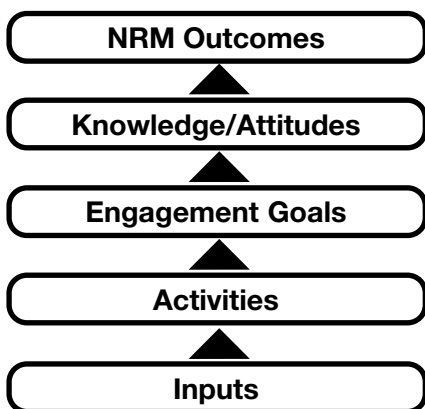 NRM Outcomes
Knowledge/Attitudes
Engagement Goals
Activities
Inputs